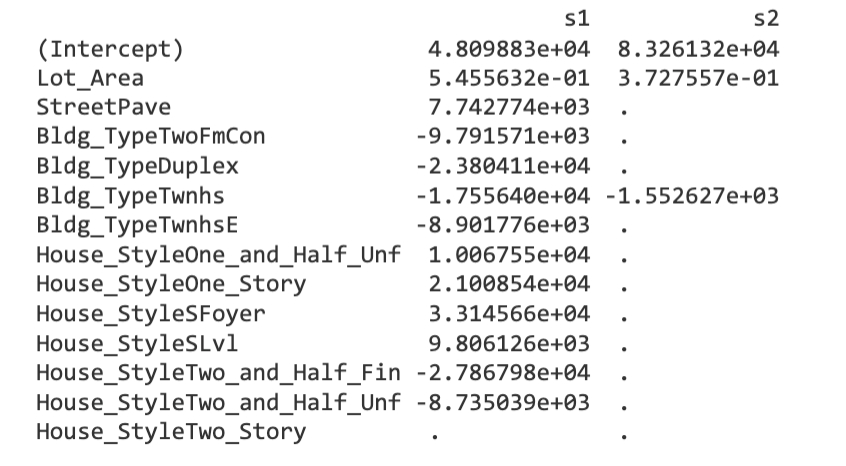 s1 s2
(Intercept) 4.809883e+04 8.326132e+04
Lot_Area 5.455632e-01 3.727557e-01
StreetPave 7.742774e+03 .
Bldg_TypeTwoFmCon -9.791571e+03 .
Bldg_TypeDuplex -2.380411e+04 .
Bldg_TypeTwnhs -1.755640e+04 -1.552627e+03
Bldg_TypeTwnhsE -8.901776e+03 .
House_StyleOne_and_Half_Unf 1.006755e+04 .
House_StyleOne_Story 2.100854e+04 .
House_StyleSFoyer 3.314566e+04 .
House_StyleSLvl 9.806126e+03 .
House_StyleTwo_and_Half_Fin -2.786798e+04 .
House_StyleTwo_and_Half_Unf -8.735039e+03 .
House_StyleTwo_Story . .